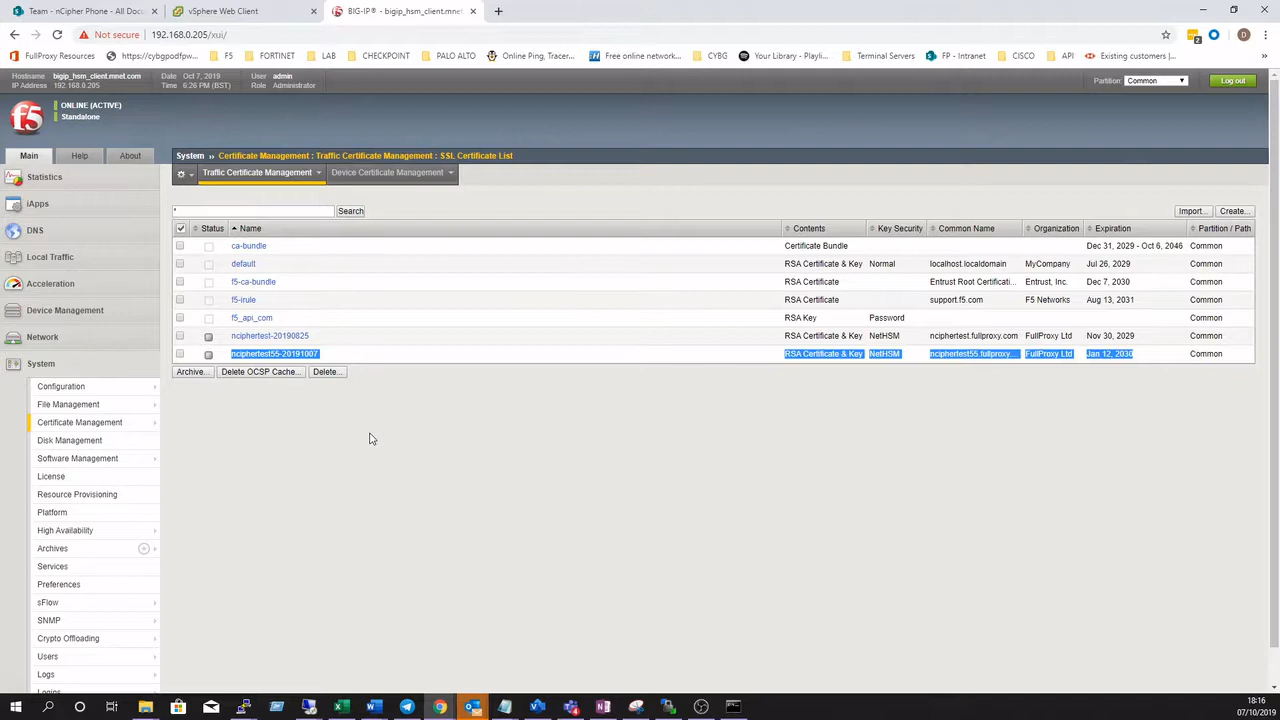 Team - nCipher Phone - All Docu
vSphere Web Client
BIG-IP® - bigip_hsm_client.mnet
Not secure | 192.168.0.205/xui/
FullProxy Resources
https://cybgpodfpw...
F5
FORTINET
LAB
CHECKPOINT
PALO ALTO
Online Ping, Tracer...
Free online network...
CYBG
Your Library - Playli...
Terminal Servers
FP - Intranet
CISCO
API
Existing customers |...
Hostname bigip_hsm_client.mnet.com Date Oct 7, 2019 User admin
IP Address 192.168.0.205 Time 6:26 PM (BST) Role Administrator
Partition: Common
Log out
f5
ONLINE (ACTIVE)
Standalone
Main Help About
System ›› Certificate Management : Traffic Certificate Management : SSL Certificate List
Traffic Certificate Management
Device Certificate Management
* Search
Import... Create...
Status Name Contents Key Security Common Name Organization Expiration Partition / Path
ca-bundle Certificate Bundle Dec 31, 2029 - Oct 6, 2046 Common
default RSA Certificate & Key Normal localhost.localdomain MyCompany Jul 26, 2029 Common
f5-ca-bundle RSA Certificate Entrust Root Certificati... Entrust, Inc. Dec 7, 2030 Common
f5-irule RSA Certificate support.f5.com F5 Networks Aug 13, 2031 Common
f5_api_com RSA Key Password Common
nciphertest-20190825 RSA Certificate & Key NetHSM nciphertest.fullproxy.com FullProxy Ltd Nov 30, 2029 Common
nciphertest55-20191007 RSA Certificate & Key NetHSM nciphertest55.fullproxy.... FullProxy Ltd Jan 12, 2030 Common
Archive... Delete OCSP Cache... Delete...
Statistics
iApps
DNS
Local Traffic
Acceleration
Device Management
Network
System
Configuration
File Management
Certificate Management
Disk Management
Software Management
License
Resource Provisioning
Platform
High Availability
Archives
Services
Preferences
sFlow
SNMP
Crypto Offloading
Users
Logs
Logins
18:16
07/10/2019